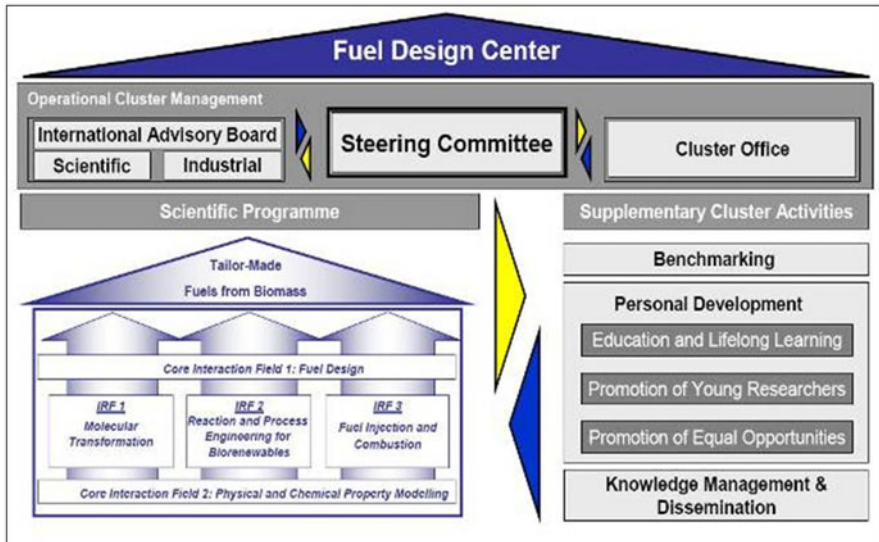 Fuel Design Center
Operational Cluster Management
International Advisory Board
Scientific
Industrial
Steering Committee
Cluster Office
Scientific Programme
Tailor-Made
Fuels from Biomass
Core Interaction Field 1: Fuel Design
IRF 1
Molecular
Transformation
IRF 2
Reaction and Process
Engineering for
Biorenewables
IRF 3
Fuel Injection and
Combustion
Core Interaction Field 2: Physical and Chemical Property Modelling
Supplementary Cluster Activities
Benchmarking
Personal Development
Education and Lifelong Learning
Promotion of Young Researchers
Promotion of Equal Opportunities
Knowledge Management &
Dissemination